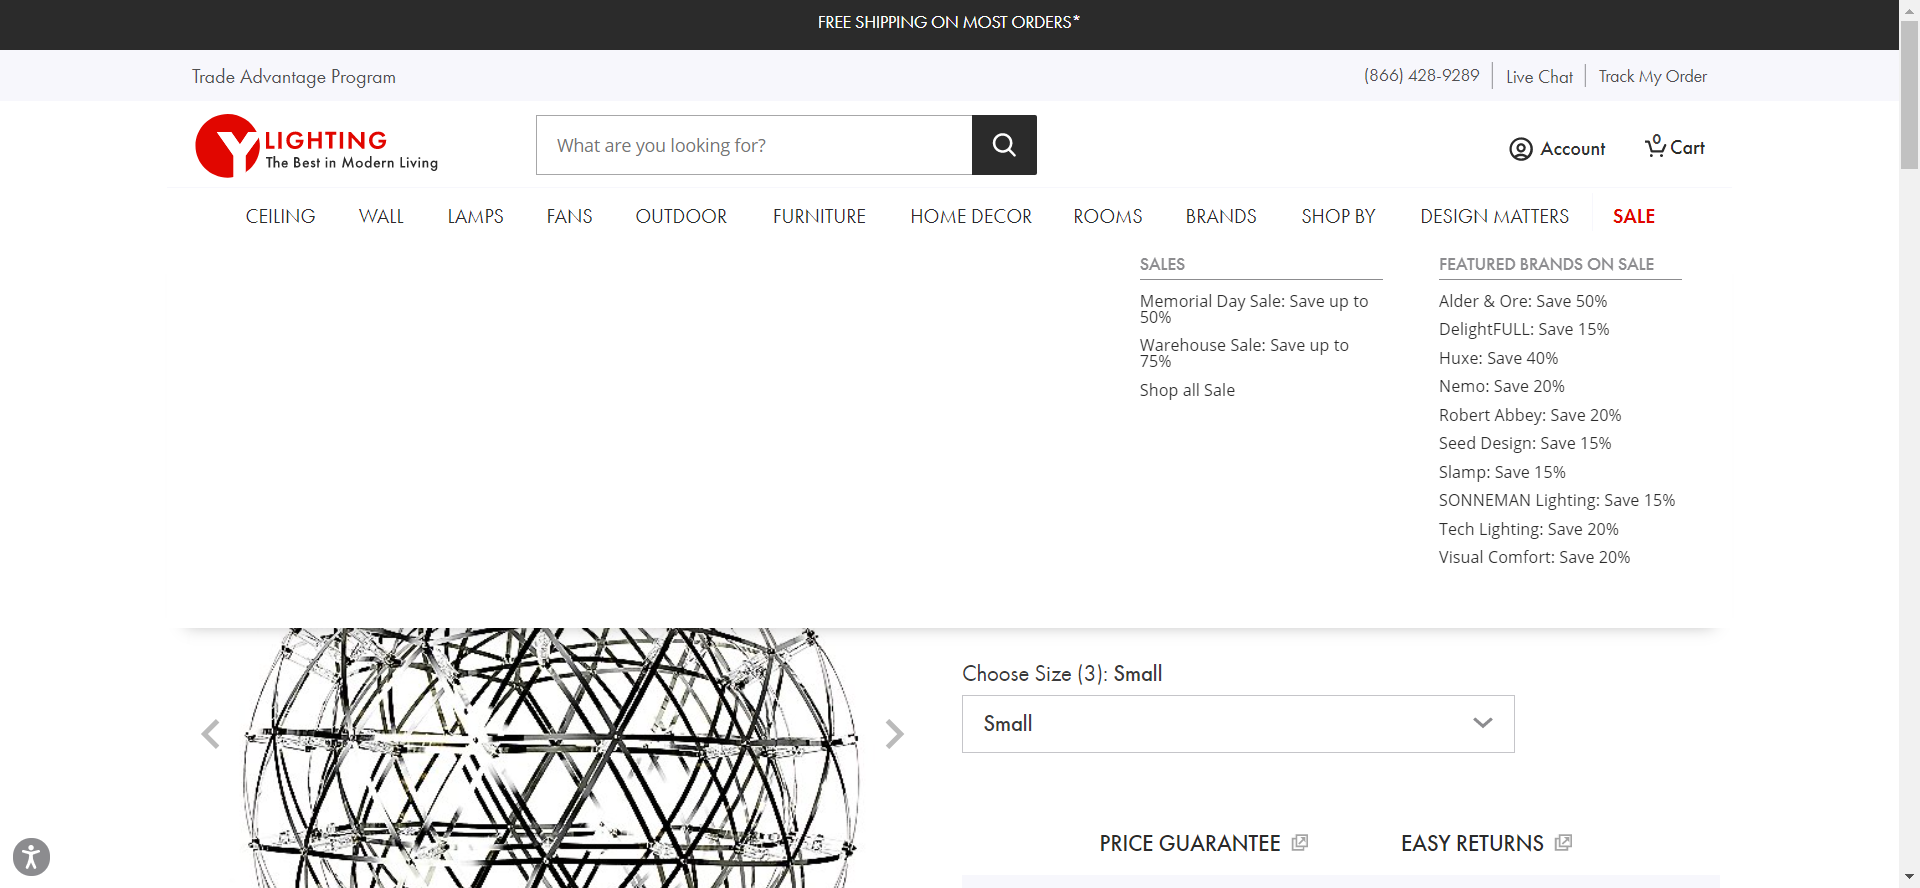 FREE SHIPPING ON MOST ORDERS*
Trade Advantage Program
(866) 428-9289
Live Chat
Track My Order
Y LIGHTING
The Best in Modern Living
What are you looking for?
Account
0
Cart
CEILING
WALL
LAMPS
FANS
OUTDOOR
FURNITURE
HOME DECOR
ROOMS
BRANDS
SHOP BY
DESIGN MATTERS
SALE
SALES
Memorial Day Sale: Save up to
50%
Warehouse Sale: Save up to
75%
Shop all Sale
FEATURED BRANDS ON SALE
Alder & Ore: Save 50%
DelightFULL: Save 15%
Huxe: Save 40%
Nemo: Save 20%
Robert Abbey: Save 20%
Seed Design: Save 15%
Slamp: Save 15%
SONNEMAN Lighting: Save 15%
Tech Lighting: Save 20%
Visual Comfort: Save 20%
Choose Size (3): Small
Small
PRICE GUARANTEE
EASY RETURNS